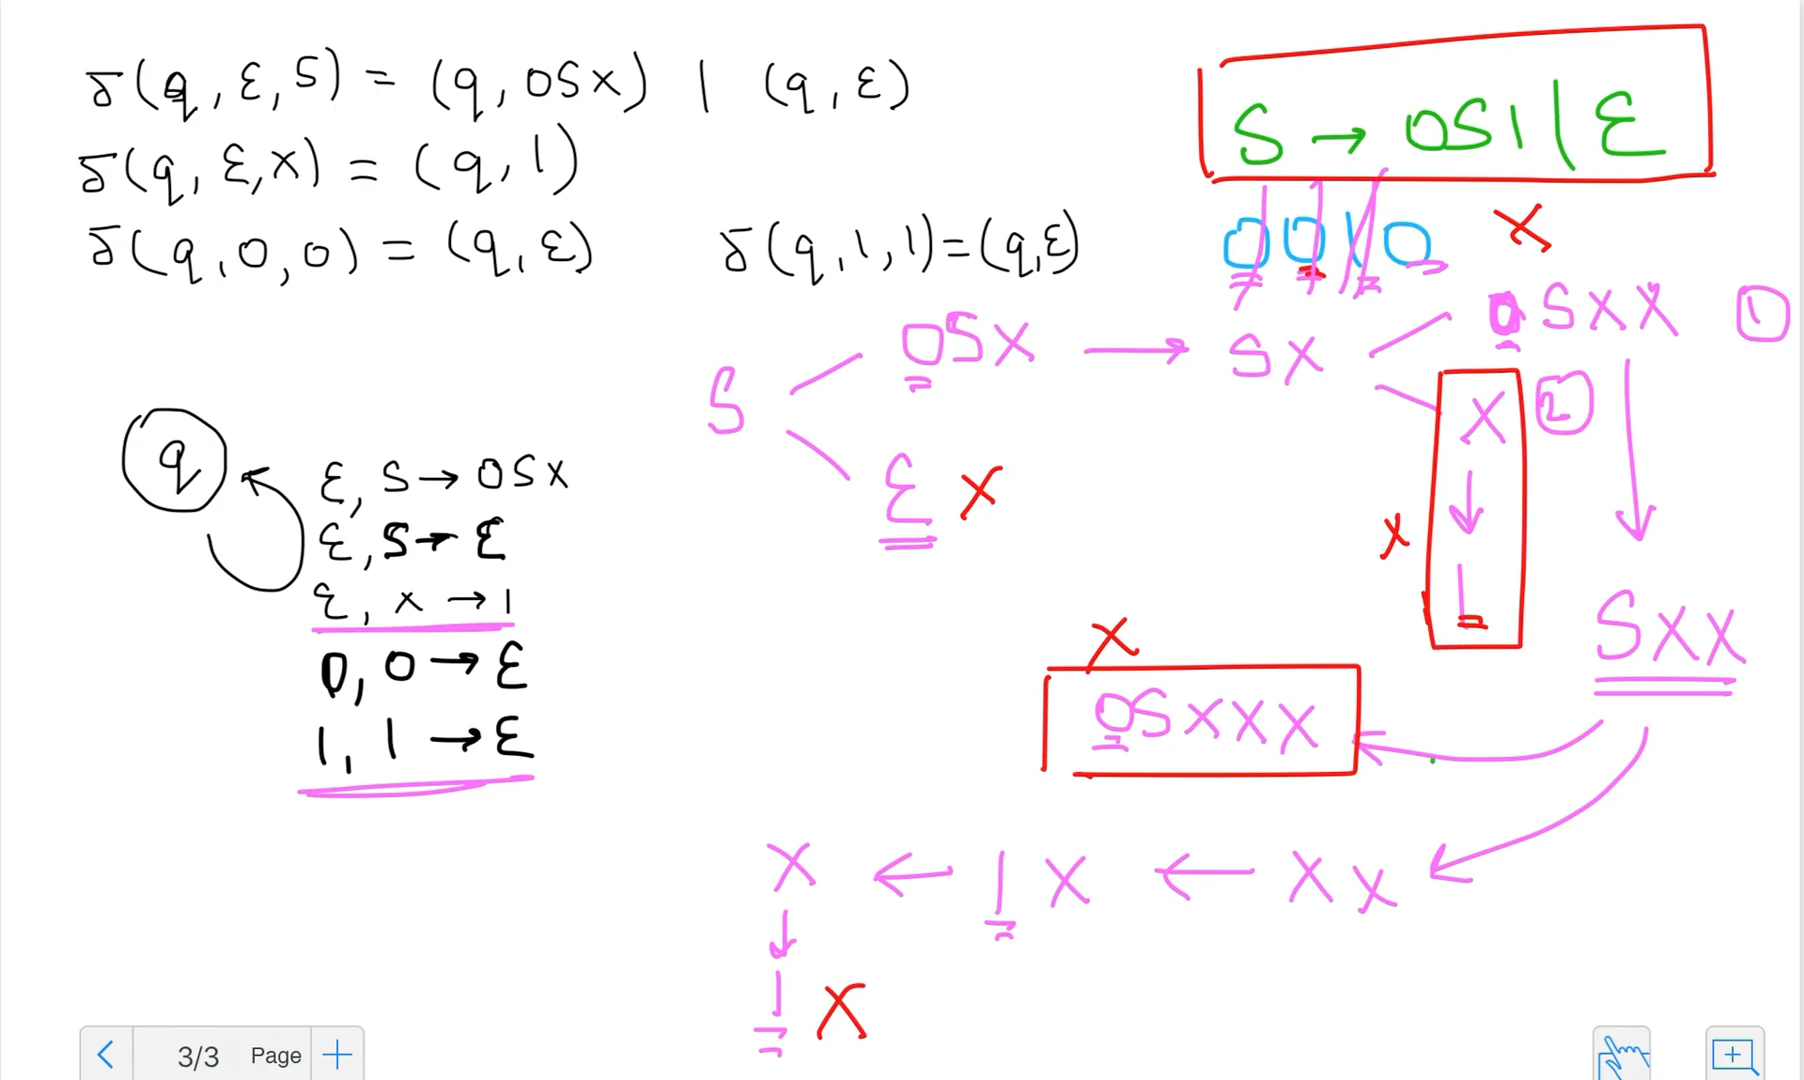 δ(q, ε, S) = (q, 0SX) | (q, ε)
δ(q, ε, X) = (q, 1)
δ(q, 0, 0) = (q, ε)   δ(q, 1, 1) = (q, ε)
S → 0S1 | ε
0010 X
S
0SX → SX
0SXX 1
X 2
ε X
q
ε, S → 0SX
ε, S → ε
ε, X → 1
0, 0 → ε
1, 1 → ε
X
1
SXX
X
0SXXX
X ← 1X ← XX
1 X
3/3 Page